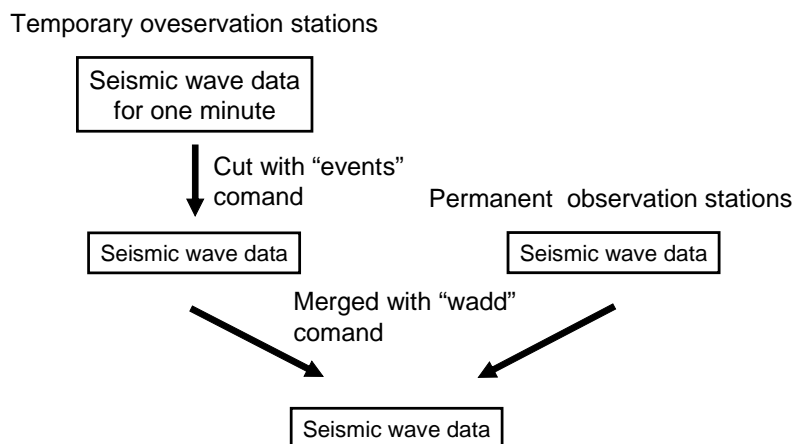 Temporary oveservation stations
Seismic wave data
for one minute
Cut with “events”
comand
Permanent observation stations
Seismic wave data
Seismic wave data
Merged with “wadd”
comand
Seismic wave data